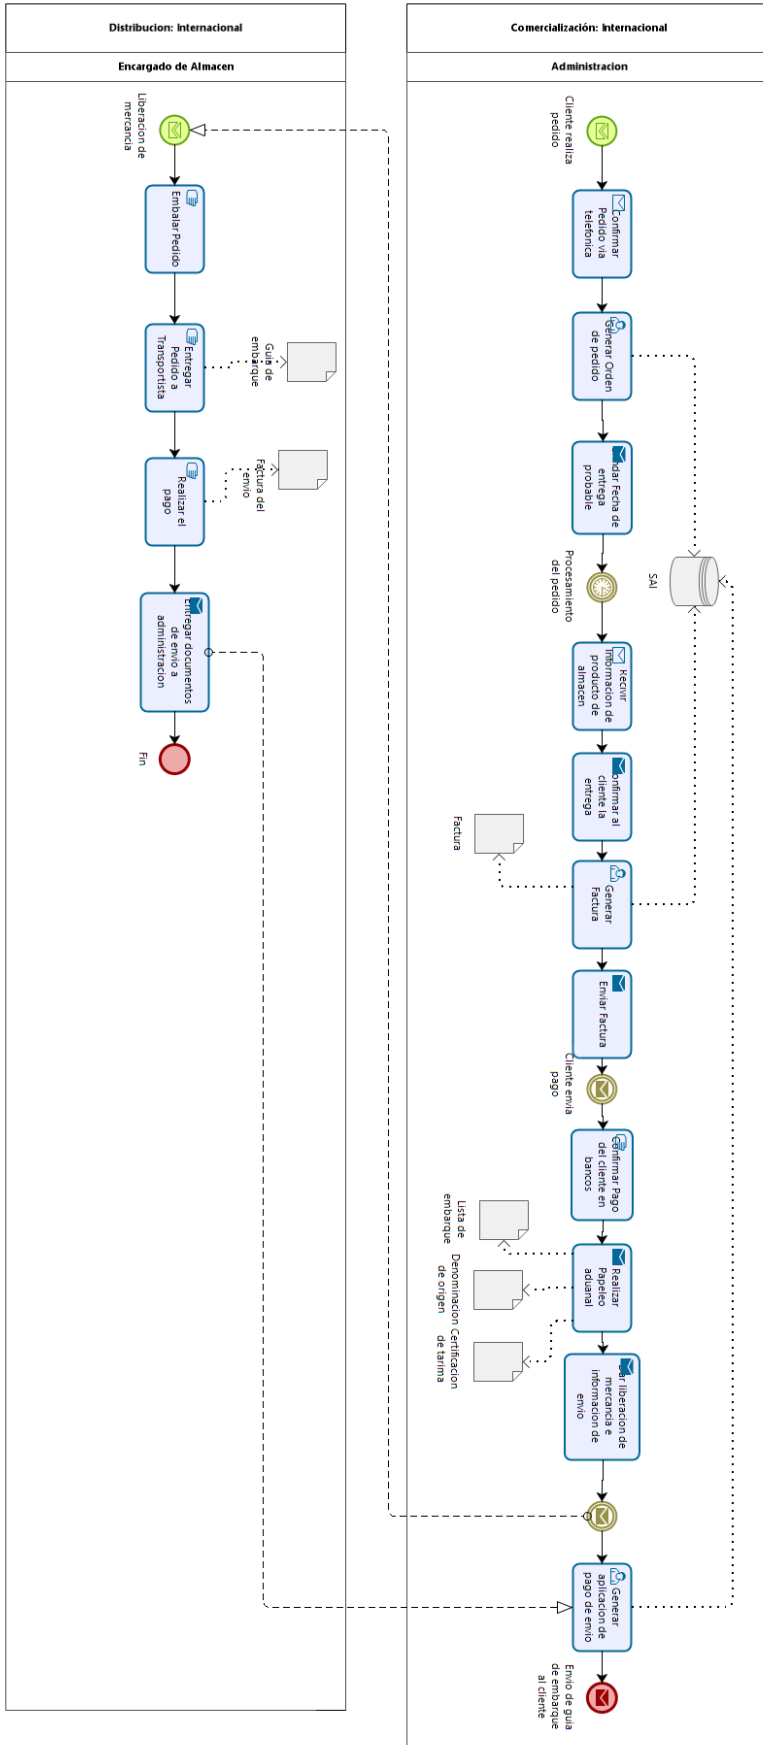 Distribucion: Internacional
Encargado de Almacen
Liberacion de
mercancia
Embalar Pedido
Entregar
Pedido a
Transportista
Guia de
embarque
Realizar el
pago
Factura del
envio
Entregar documentos
de envio a
administracion
Fin
Comercialización: Internacional
Administracion
Cliente realiza
pedido
Confirmar
Pedido via
telefonica
Generar Orden
de pedido
dar Fecha de
entrega
probable
SAI
Procesamiento
del pedido
Recivir
Informacion de
producto de
almacen
onfirmar al
cliente la
entrega
Generar
Factura
Factura
Enviar Factura
Cliente envia
pago
Confirmar Pago
del cliente en
bancos
Realizar
Papeleo
aduanal
Lista de
embarque
Denominacion
de origen
Certificacion
de tarima
Dar liberacion de
mercancia e
informacion de
envio
Generar
aplicacion de
pago de envio
Envio de guia
de embarque
al cliente